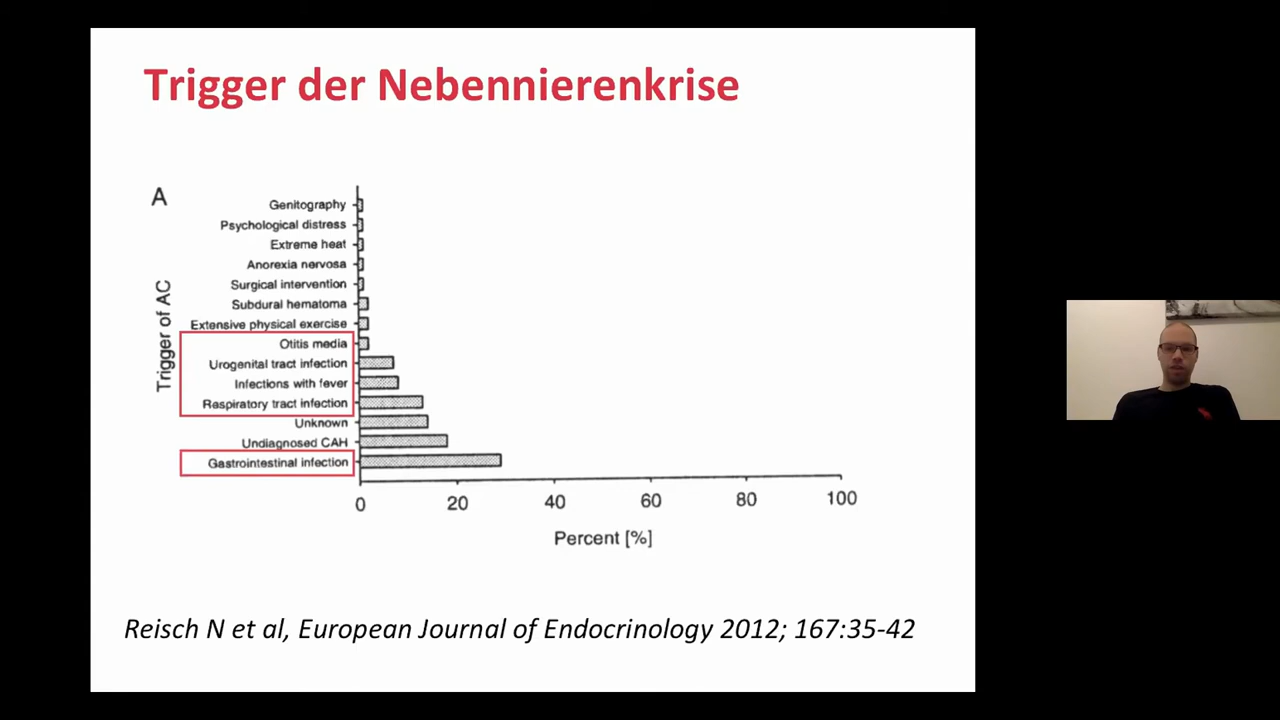 Trigger der Nebennierenkrise
A
Trigger of AC
Genitography
Psychological distress
Extreme heat
Anorexia nervosa
Surgical intervention
Subdural hematoma
Extensive physical exercise
Otitis media
Urogenital tract infection
Infections with fever
Respiratory tract infection
Unknown
Undiagnosed CAH
Gastrointestinal infection
0 20 40 60 80 100
Percent [%]
Reisch N et al, European Journal of Endocrinology 2012; 167:35-42